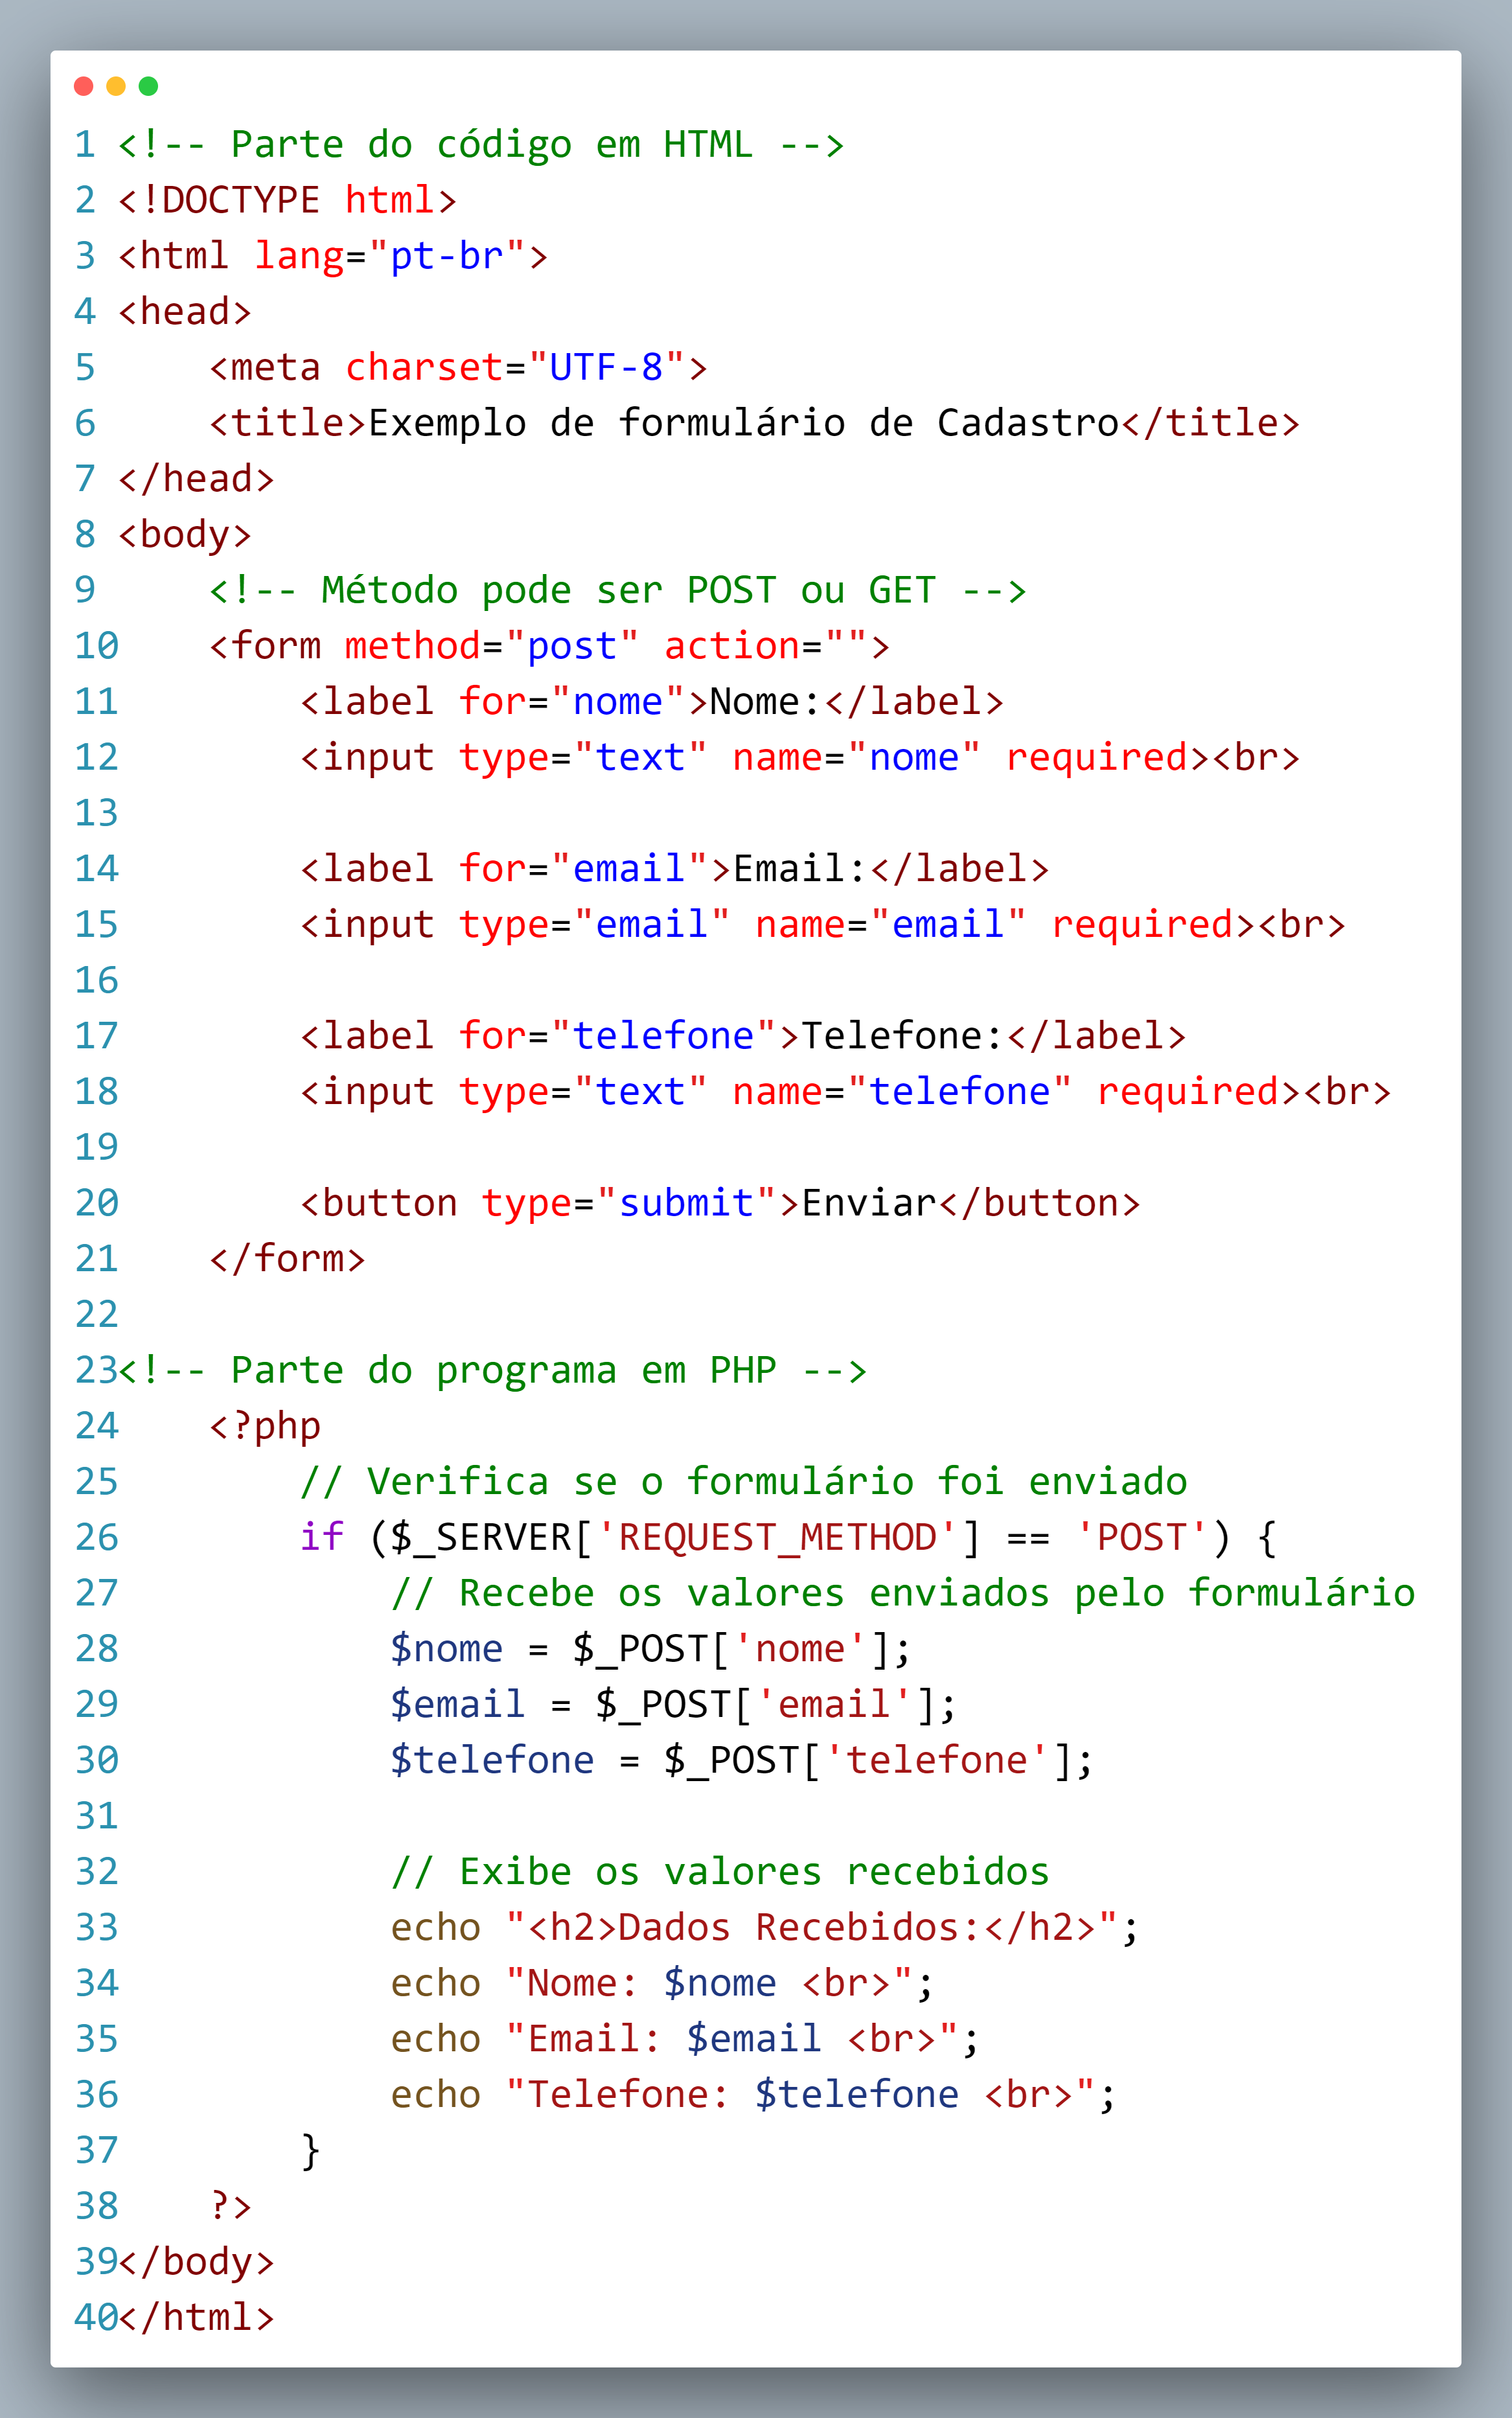 1 <!-- Parte do código em HTML -->
2 <!DOCTYPE html>
3 <html lang="pt-br">
4 <head>
5     <meta charset="UTF-8">
6     <title>Exemplo de formulário de Cadastro</title>
7 </head>
8 <body>
9     <!-- Método pode ser POST ou GET -->
10    <form method="post" action="">
11        <label for="nome">Nome:</label>
12        <input type="text" name="nome" required><br>
13
14        <label for="email">Email:</label>
15        <input type="email" name="email" required><br>
16
17        <label for="telefone">Telefone:</label>
18        <input type="text" name="telefone" required><br>
19
20        <button type="submit">Enviar</button>
21    </form>
22
23<!-- Parte do programa em PHP -->
24    <?php
25        // Verifica se o formulário foi enviado
26        if ($_SERVER['REQUEST_METHOD'] == 'POST') {
27            // Recebe os valores enviados pelo formulário
28            $nome = $_POST['nome'];
29            $email = $_POST['email'];
30            $telefone = $_POST['telefone'];
31
32            // Exibe os valores recebidos
33            echo "<h2>Dados Recebidos:</h2>";
34            echo "Nome: $nome <br>";
35            echo "Email: $email <br>";
36            echo "Telefone: $telefone <br>";
37        }
38    ?>
39</body>
40</html>